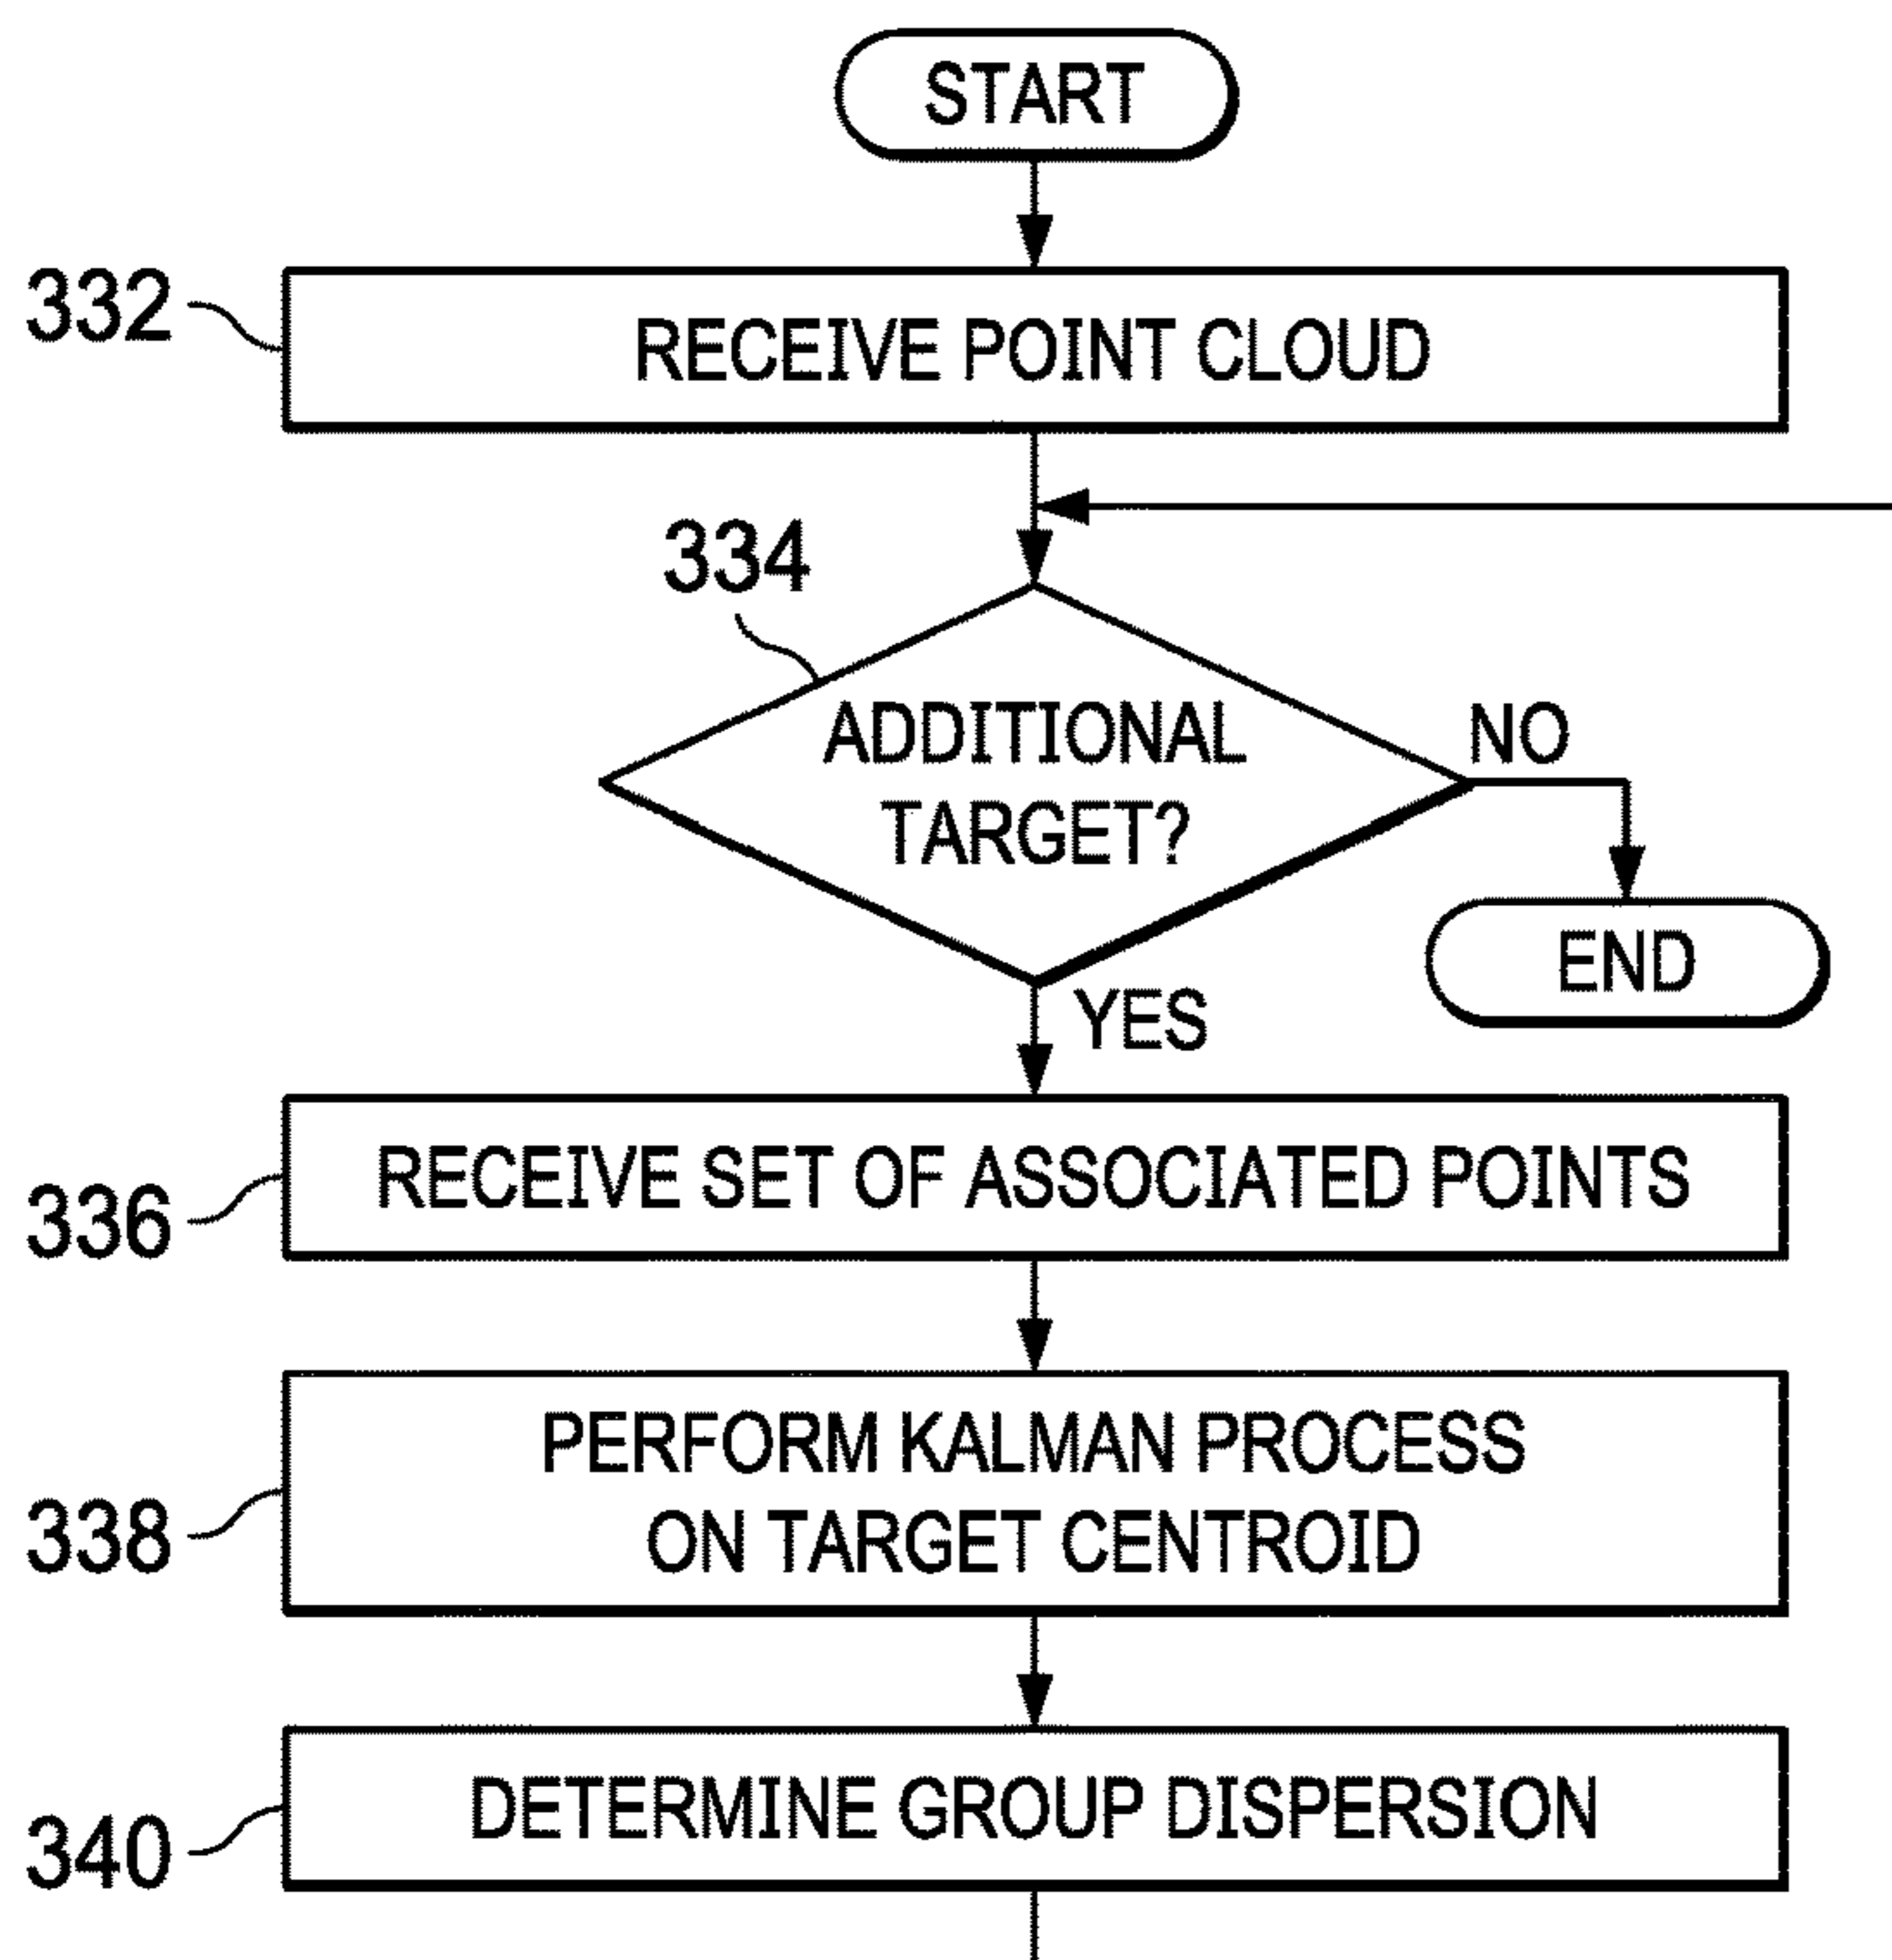 START
332
RECEIVE POINT CLOUD
334
ADDITIONAL
TARGET?
NO
END
YES
336
RECEIVE SET OF ASSOCIATED POINTS
338
PERFORM KALMAN PROCESS
ON TARGET CENTROID
340
DETERMINE GROUP DISPERSION